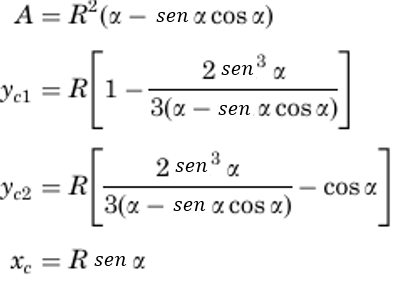 A = R²(α − sen α cos α)
y_c1 = R[1 − 2 sen³ α / 3(α − sen α cos α)]
y_c2 = R[2 sen³ α / 3(α − sen α cos α) − cos α]
x_c = R sen α